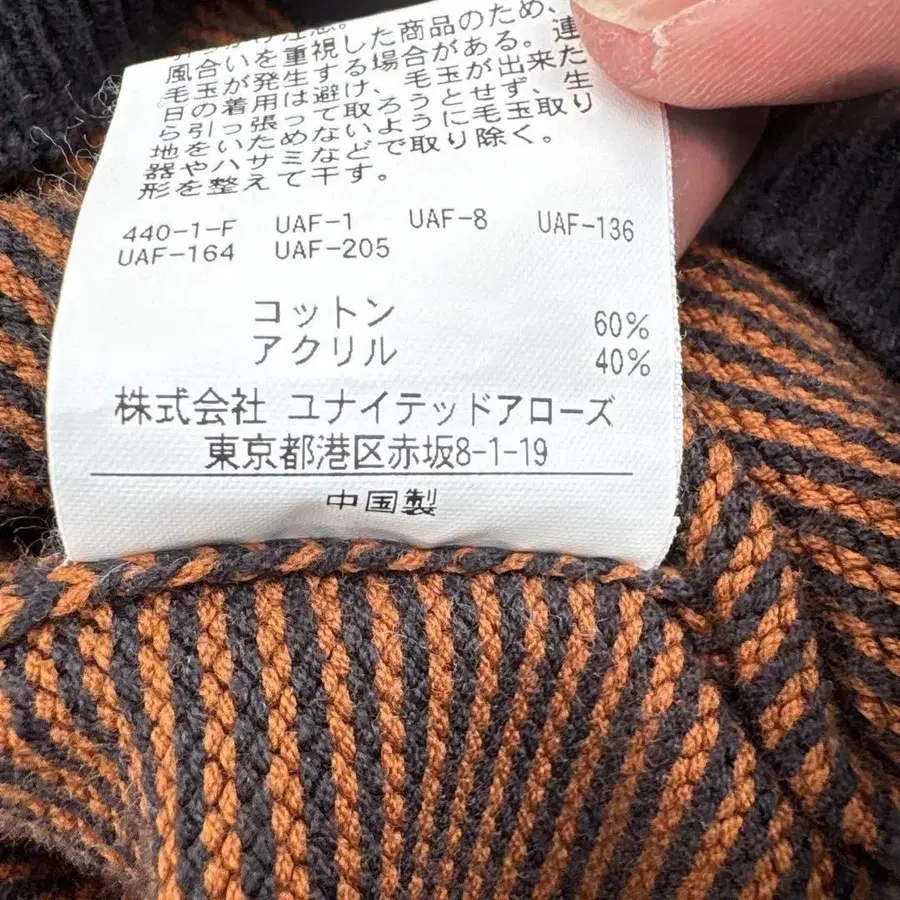 風合いを重視した商品のため、
毛玉が発生する場合がある。連
日の着用は避け、毛玉が出来た
ら引っ張って取ろうとせず、生
地をいためないように毛玉取り
器やハサミなどで取り除く。
形を整えて干す。
440-1-F UAF-1 UAF-8 UAF-136
UAF-164 UAF-205
コットン 60%
アクリル 40%
株式会社 ユナイテッドアローズ
東京都港区赤坂8-1-19
中国製